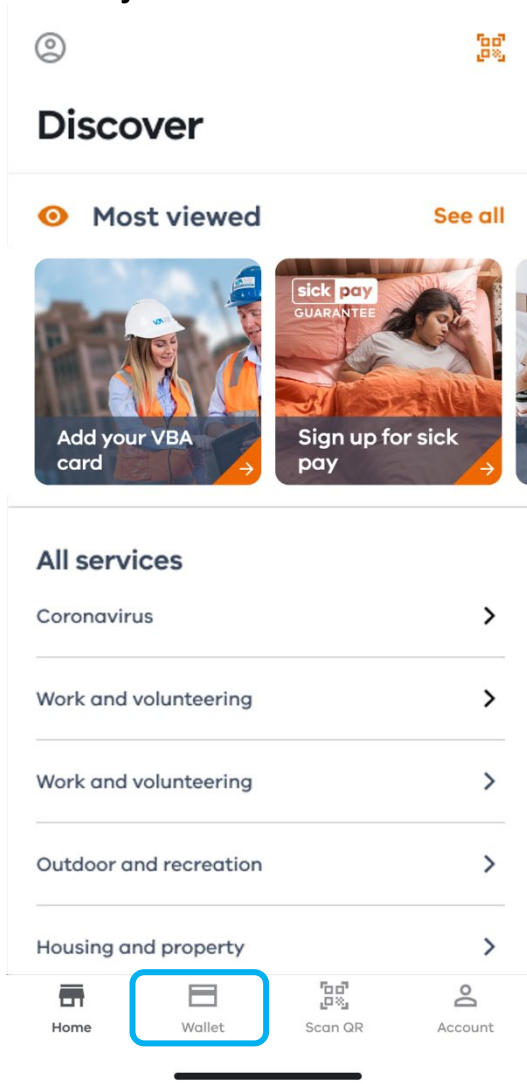 Discover
Most viewed
See all
sick pay
GUARANTEE
Add your VBA
card
Sign up for sick
pay
All services
Coronavirus
Work and volunteering
Work and volunteering
Outdoor and recreation
Housing and property
Home
Wallet
Scan QR
Account